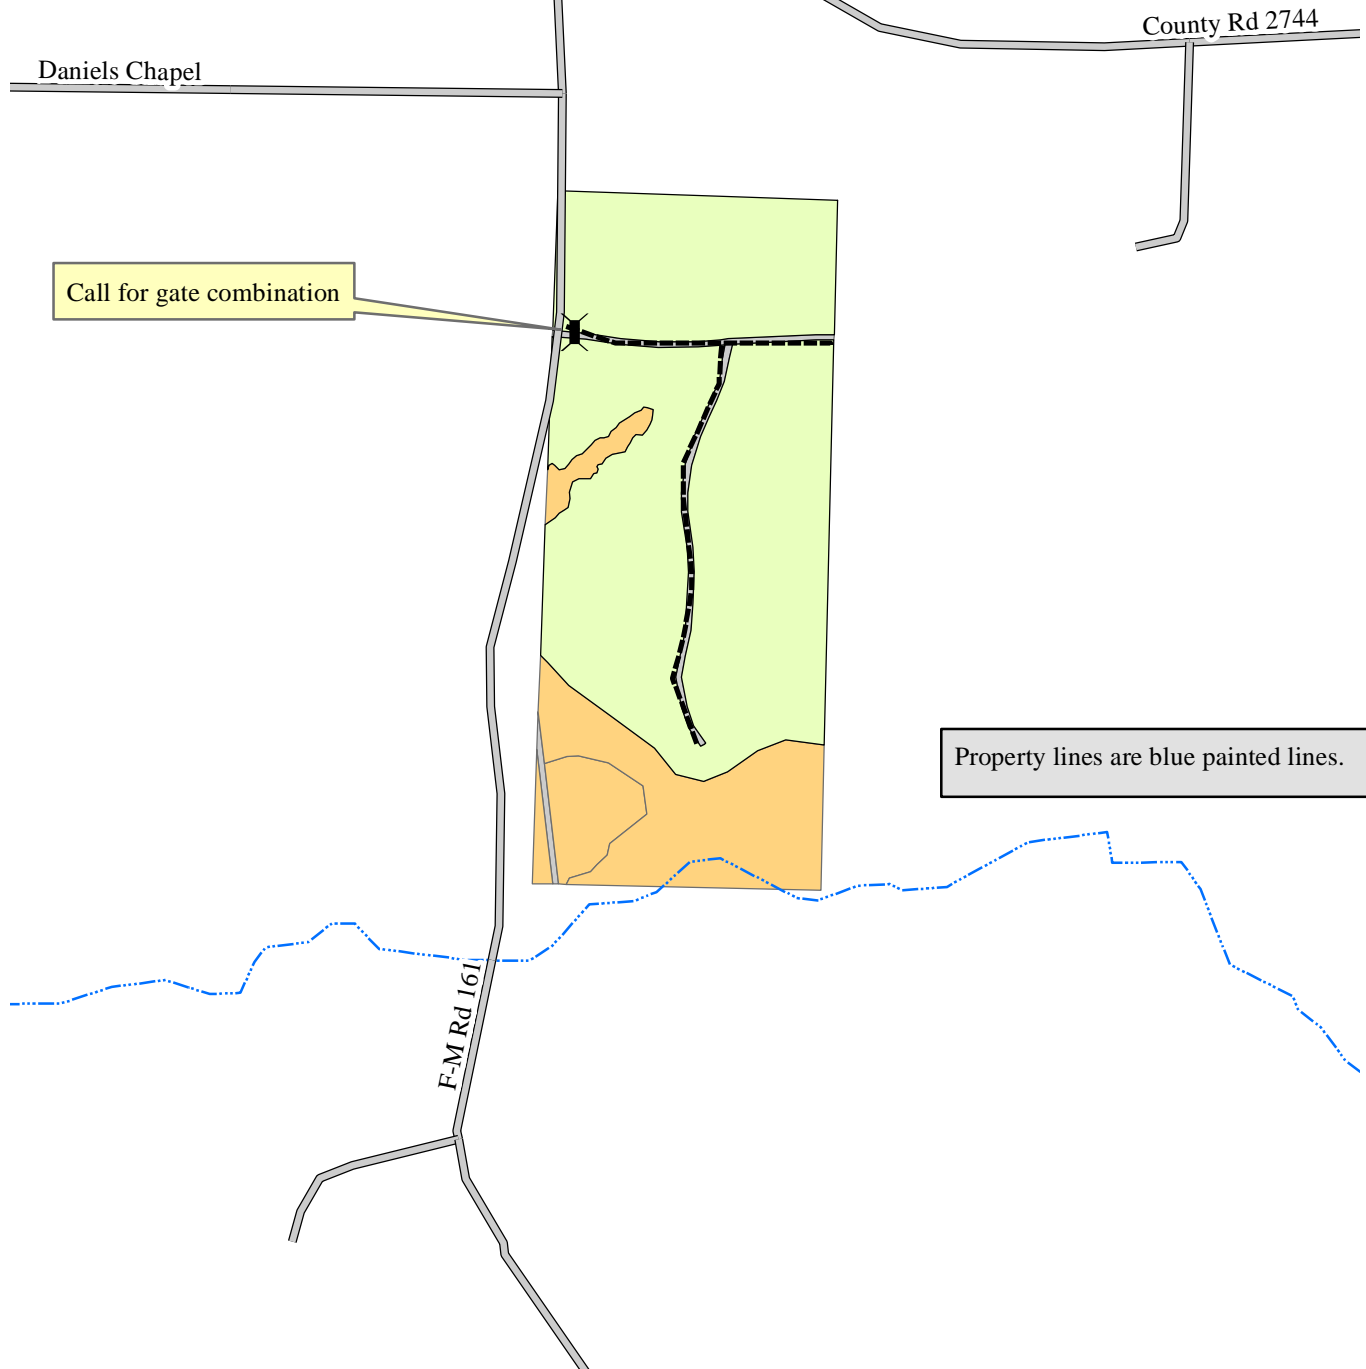 County Rd 2744
Daniels Chapel
Call for gate combination
Property lines are blue painted lines.
F-M Rd 161